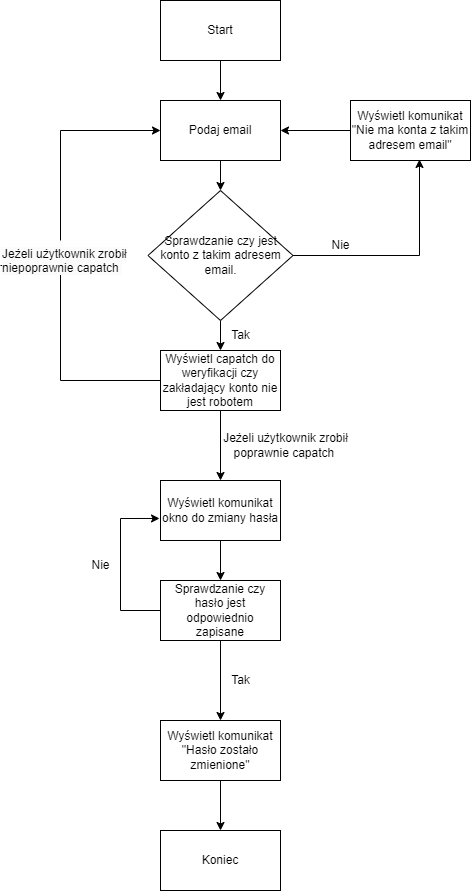 Start
Podaj email
Wyświetl komunikat
"Nie ma konta z takim
adresem email"
Sprawdzanie czy jest
konto z takim adresem
email.
Nie
Jeżeli użytkownik zrobił
niepoprawnie capatch
Tak
Wyświetl capatch do
weryfikacji czy
zakładający konto nie
jest robotem
Jeżeli użytkownik zrobił
poprawnie capatch
Wyświetl komunikat
okno do zmiany hasła
Nie
Sprawdzanie czy
hasło jest
odpowiednio
zapisane
Tak
Wyświetl komunikat
"Hasło zostało
zmienione"
Koniec